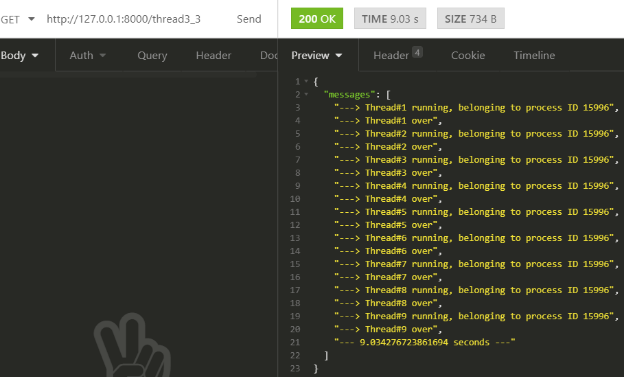 GET http://127.0.0.1:8000/thread3_3 Send 200 OK TIME 9.03 s SIZE 734 B
Body Auth Query Header Doc Preview Header 4 Cookie Timeline
1 {
2 "messages": [
3 "---> Thread#1 running, belonging to process ID 15996",
4 "---> Thread#1 over",
5 "---> Thread#2 running, belonging to process ID 15996",
6 "---> Thread#2 over",
7 "---> Thread#3 running, belonging to process ID 15996",
8 "---> Thread#3 over",
9 "---> Thread#4 running, belonging to process ID 15996",
10 "---> Thread#4 over",
11 "---> Thread#5 running, belonging to process ID 15996",
12 "---> Thread#5 over",
13 "---> Thread#6 running, belonging to process ID 15996",
14 "---> Thread#6 over",
15 "---> Thread#7 running, belonging to process ID 15996",
16 "---> Thread#7 over",
17 "---> Thread#8 running, belonging to process ID 15996",
18 "---> Thread#8 over",
19 "---> Thread#9 running, belonging to process ID 15996",
20 "---> Thread#9 over",
21 "--- 9.034276723861694 seconds ---"
22 ]
23 }